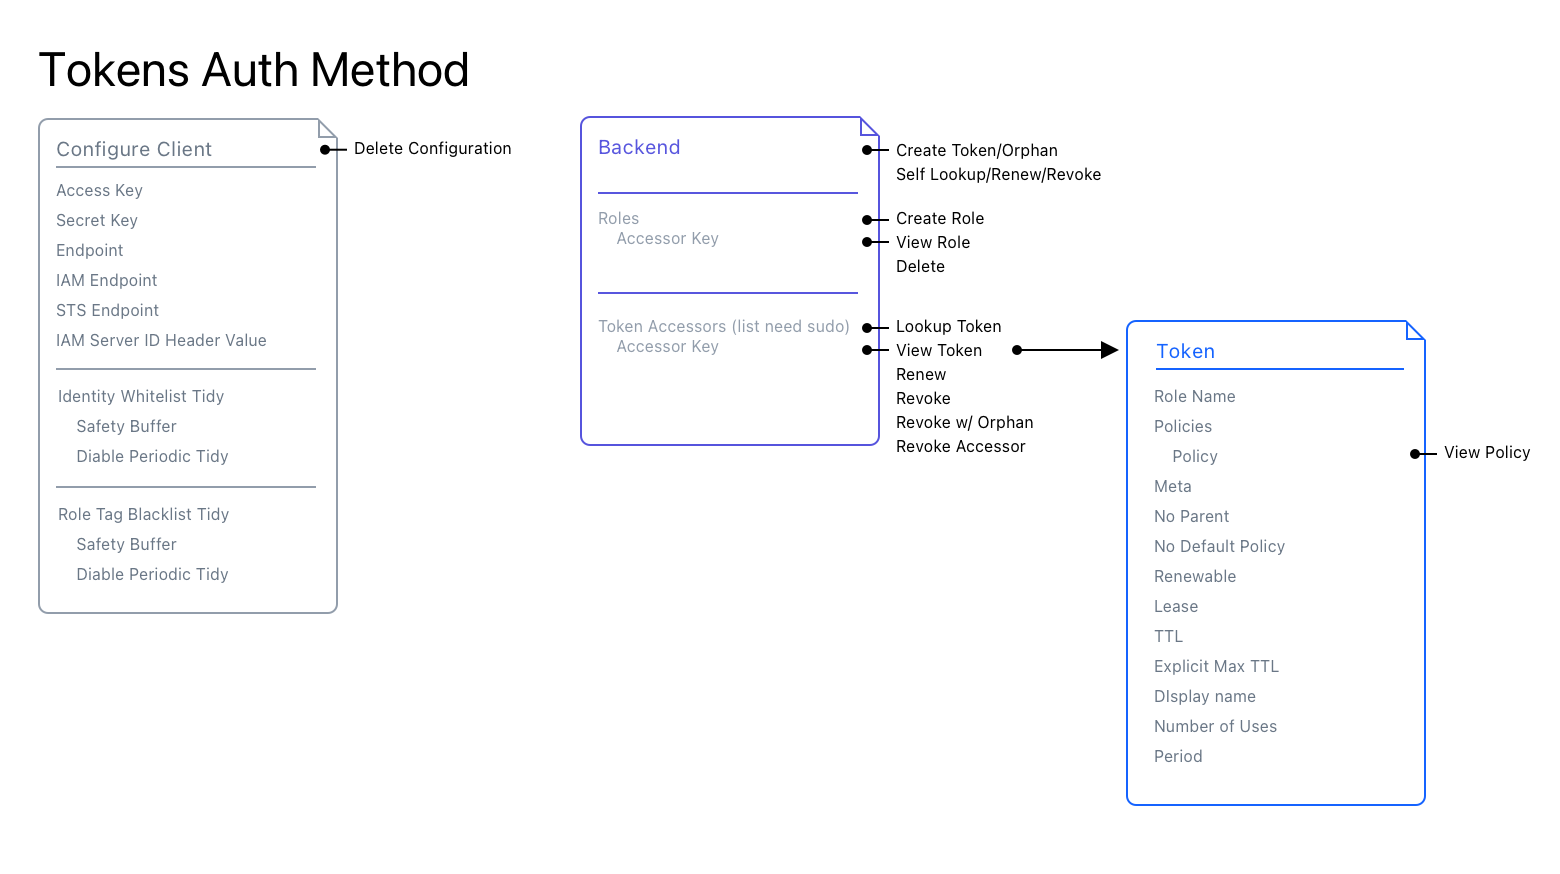 Tokens Auth Method
Configure Client
Delete Configuration
Access Key
Secret Key
Endpoint
IAM Endpoint
STS Endpoint
IAM Server ID Header Value
Identity Whitelist Tidy
Safety Buffer
Diable Periodic Tidy
Role Tag Blacklist Tidy
Safety Buffer
Diable Periodic Tidy
Backend
Create Token/Orphan
Self Lookup/Renew/Revoke
Roles
Accessor Key
Create Role
View Role
Delete
Token Accessors (list need sudo)
Accessor Key
Lookup Token
View Token
Renew
Revoke
Revoke w/ Orphan
Revoke Accessor
Token
Role Name
Policies
Policy
View Policy
Meta
No Parent
No Default Policy
Renewable
Lease
TTL
Explicit Max TTL
DIsplay name
Number of Uses
Period